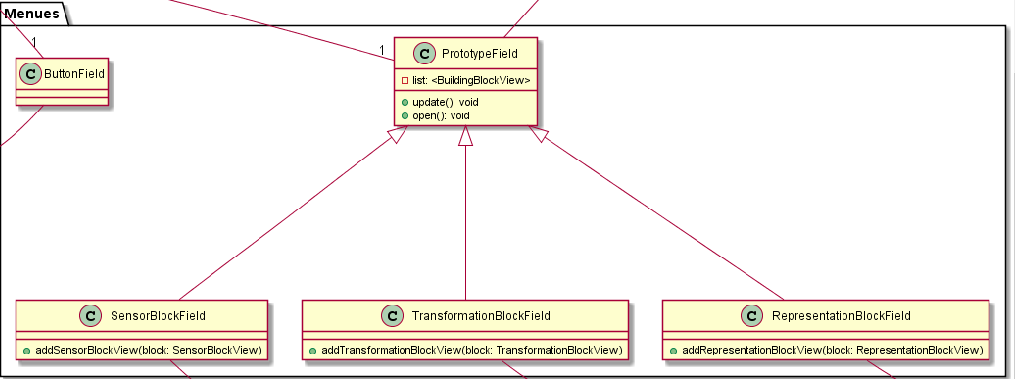 Menues
1
C ButtonField
1
C PrototypeField
list: <BuildingBlockView>
update() void
open(): void
C SensorBlockField
addSensorBlockView(block: SensorBlockView)
C TransformationBlockField
addTransformationBlockView(block: TransformationBlockView)
C RepresentationBlockField
addRepresentationBlockView(block: RepresentationBlockView)